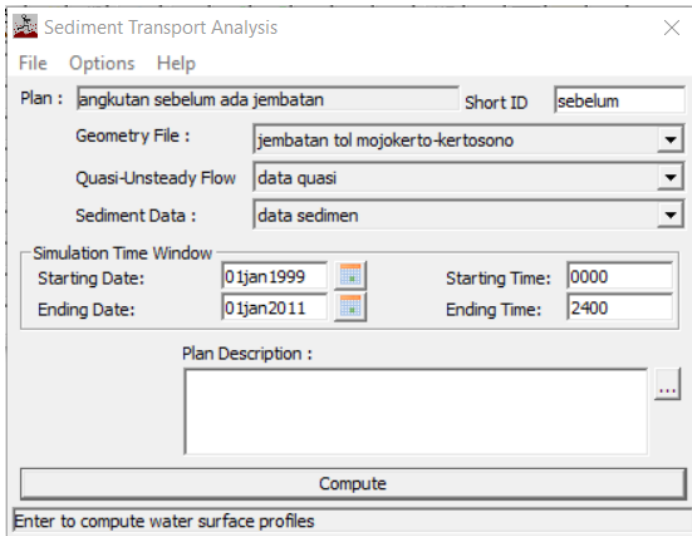 Sediment Transport Analysis
File Options Help
Plan : angkutan sebelum ada jembatan Short ID sebelum
Geometry File : jembatan tol mojokerto-kertosono
Quasi-Unsteady Flow data quasi
Sediment Data : data sedimen
Simulation Time Window
Starting Date: 01jan1999 Starting Time: 0000
Ending Date: 01jan2011 Ending Time: 2400
Plan Description :
...
Compute
Enter to compute water surface profiles